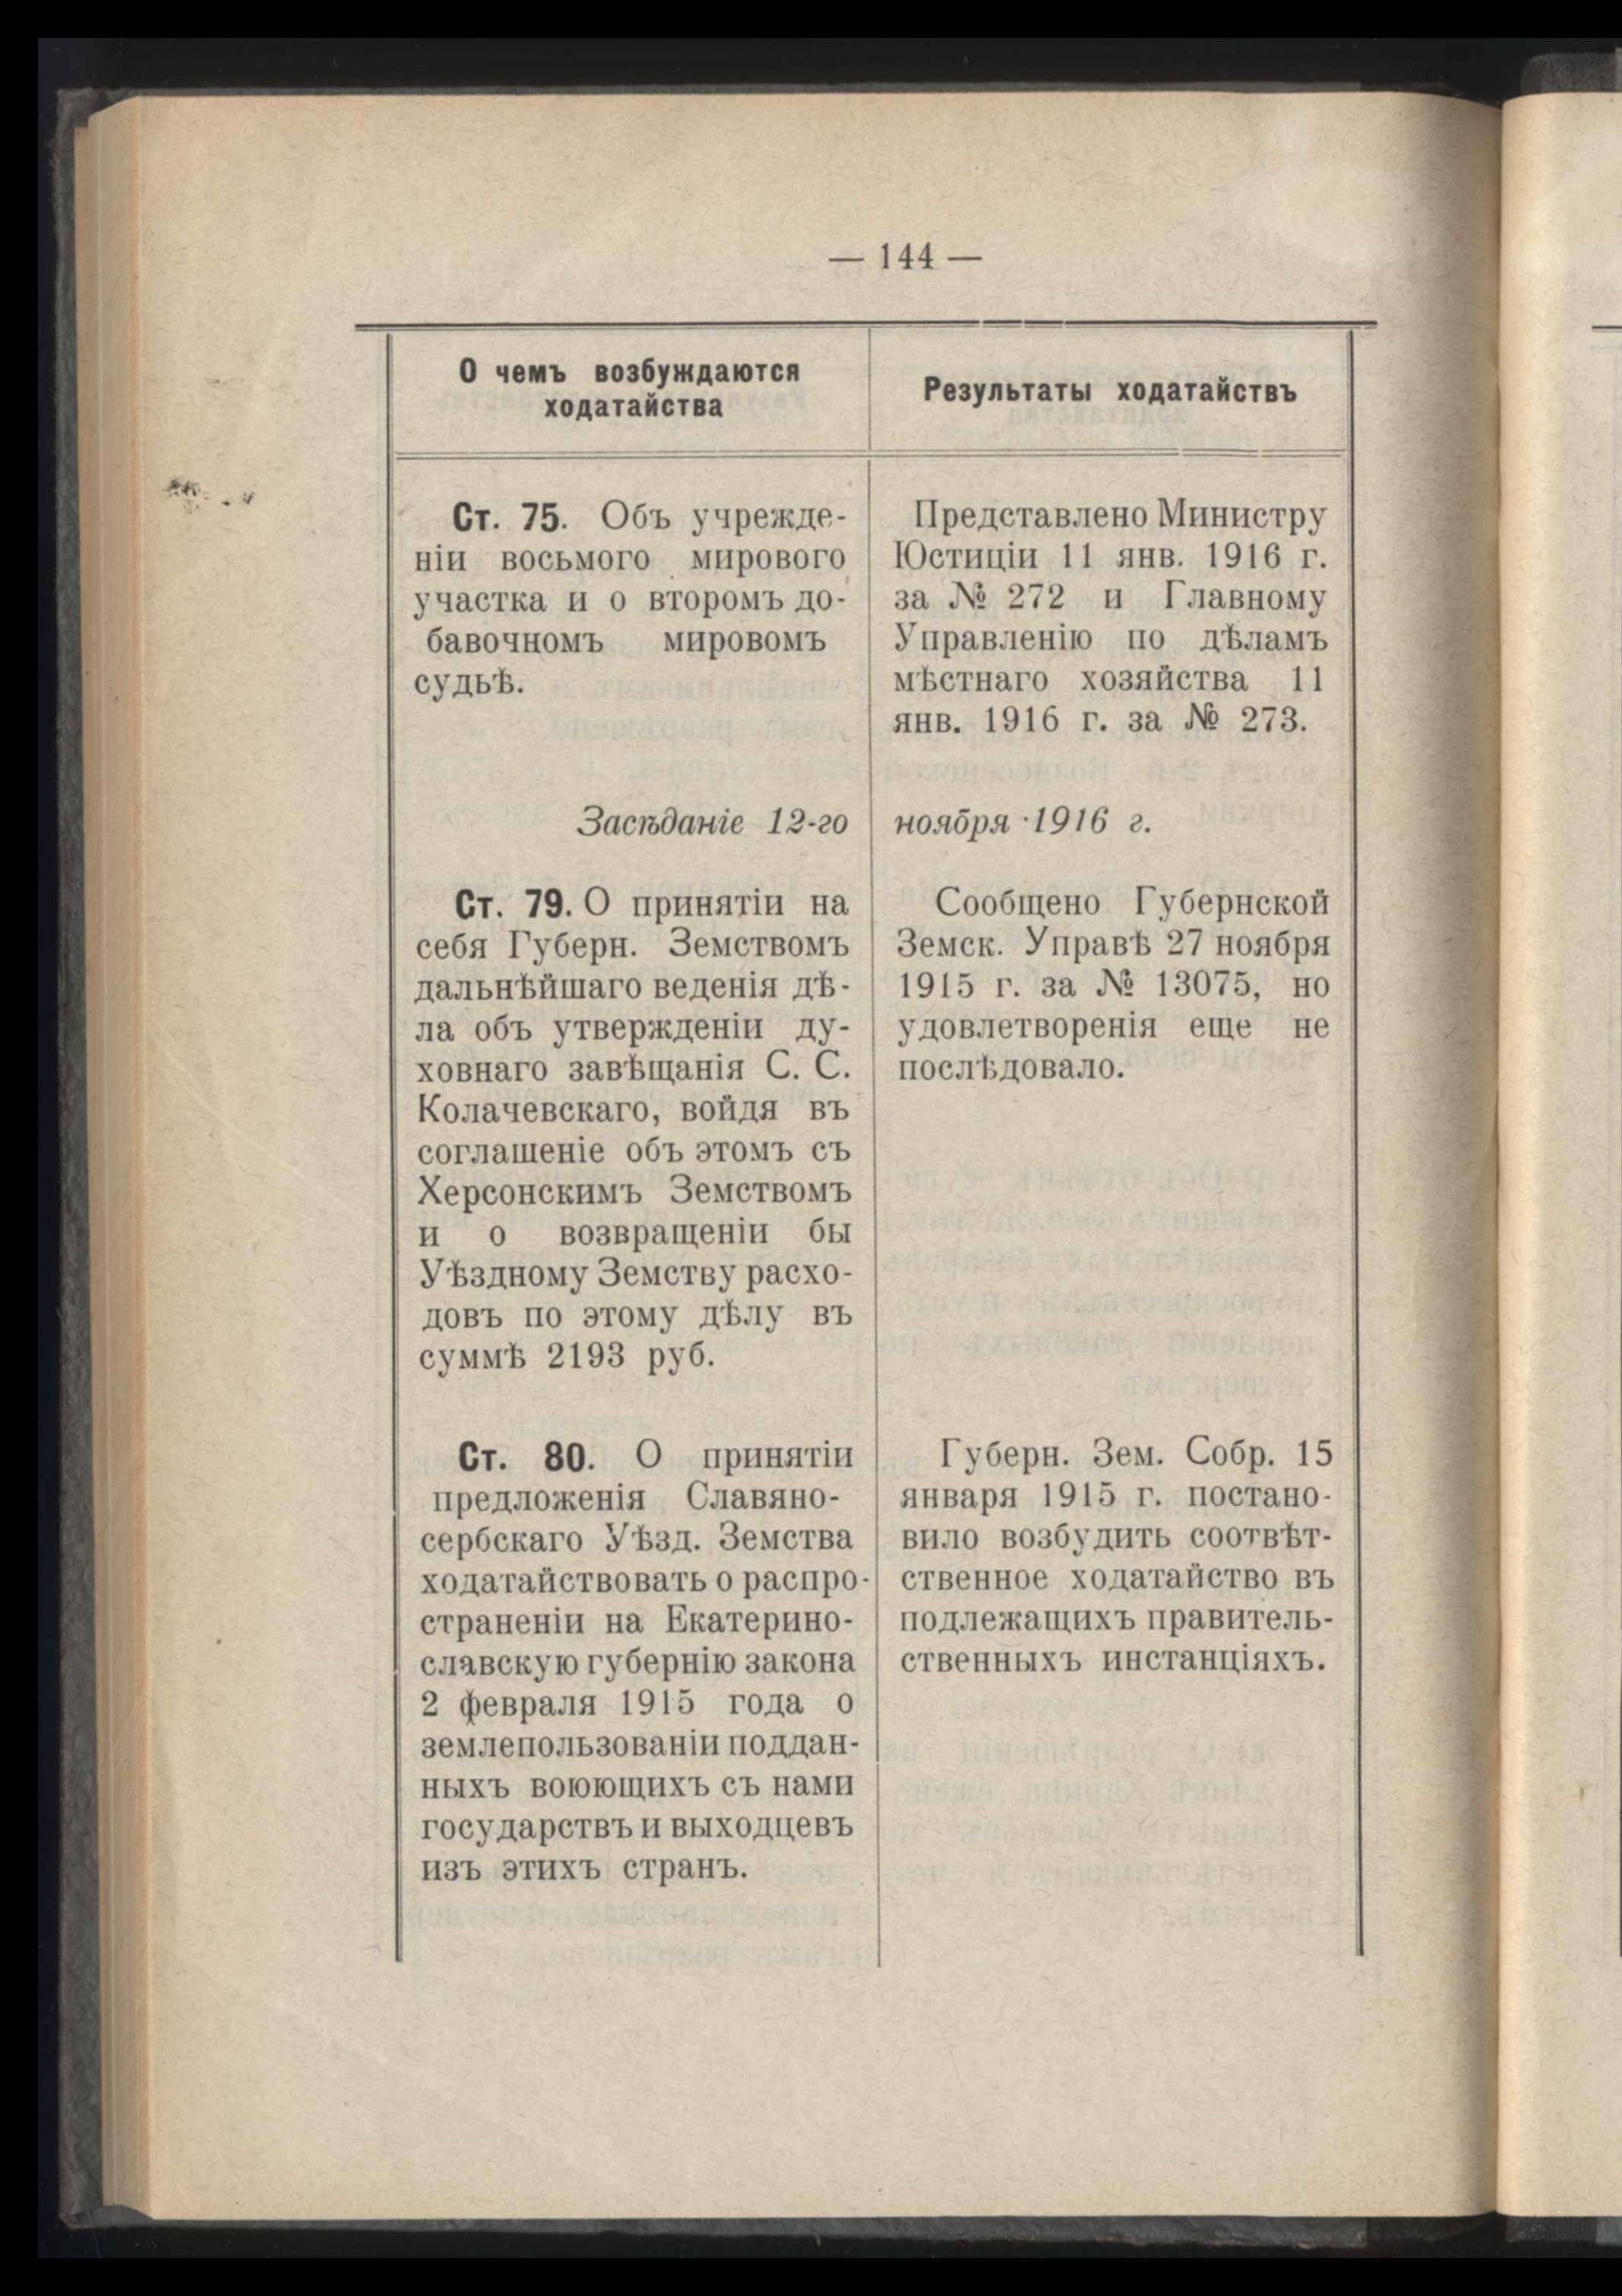 — 144 —
О чемъ возбуждаются
ходатайства
Результаты ходатайствъ
Ст. 75. Объ учрежде-
ніи восьмого мирового
участка и о второмъ до-
бавочномъ мировомъ
судьѣ.
Представлено Министру
Юстиціи 11 янв. 1916 г.
за № 272 и Главному
Управленію по дѣламъ
мѣстнаго хозяйства 11
янв. 1916 г. за № 273.
Засѣданіе 12-го ноября 1916 г.
Ст. 79. О принятіи на
себя Губерн. Земствомъ
дальнѣйшаго веденія дѣ-
ла объ утвержденіи ду-
ховнаго завѣщанія С. С.
Колачевскаго, войдя въ
соглашеніе объ этомъ съ
Херсонскимъ Земствомъ
и о возвращеніи бы
Уѣздному Земству расхо-
довъ по этому дѣлу въ
суммѣ 2193 руб.
Сообщено Губернской
Земск. Управѣ 27 ноября
1915 г. за № 13075, но
удовлетворенія еще не
послѣдовало.
Ст. 80. О принятіи
предложенія Славяно-
сербскаго Уѣзд. Земства
ходатайствовать о распро-
страненіи на Екатерино-
славскую губернію закона
2 февраля 1915 года о
землепользованіи поддан-
ныхъ воюющихъ съ нами
государствъ и выходцевъ
изъ этихъ странъ.
Губерн. Зем. Собр. 15
января 1915 г. постано-
вило возбудить соотвѣт-
ственное ходатайство въ
подлежащихъ правитель-
ственныхъ инстанціяхъ.